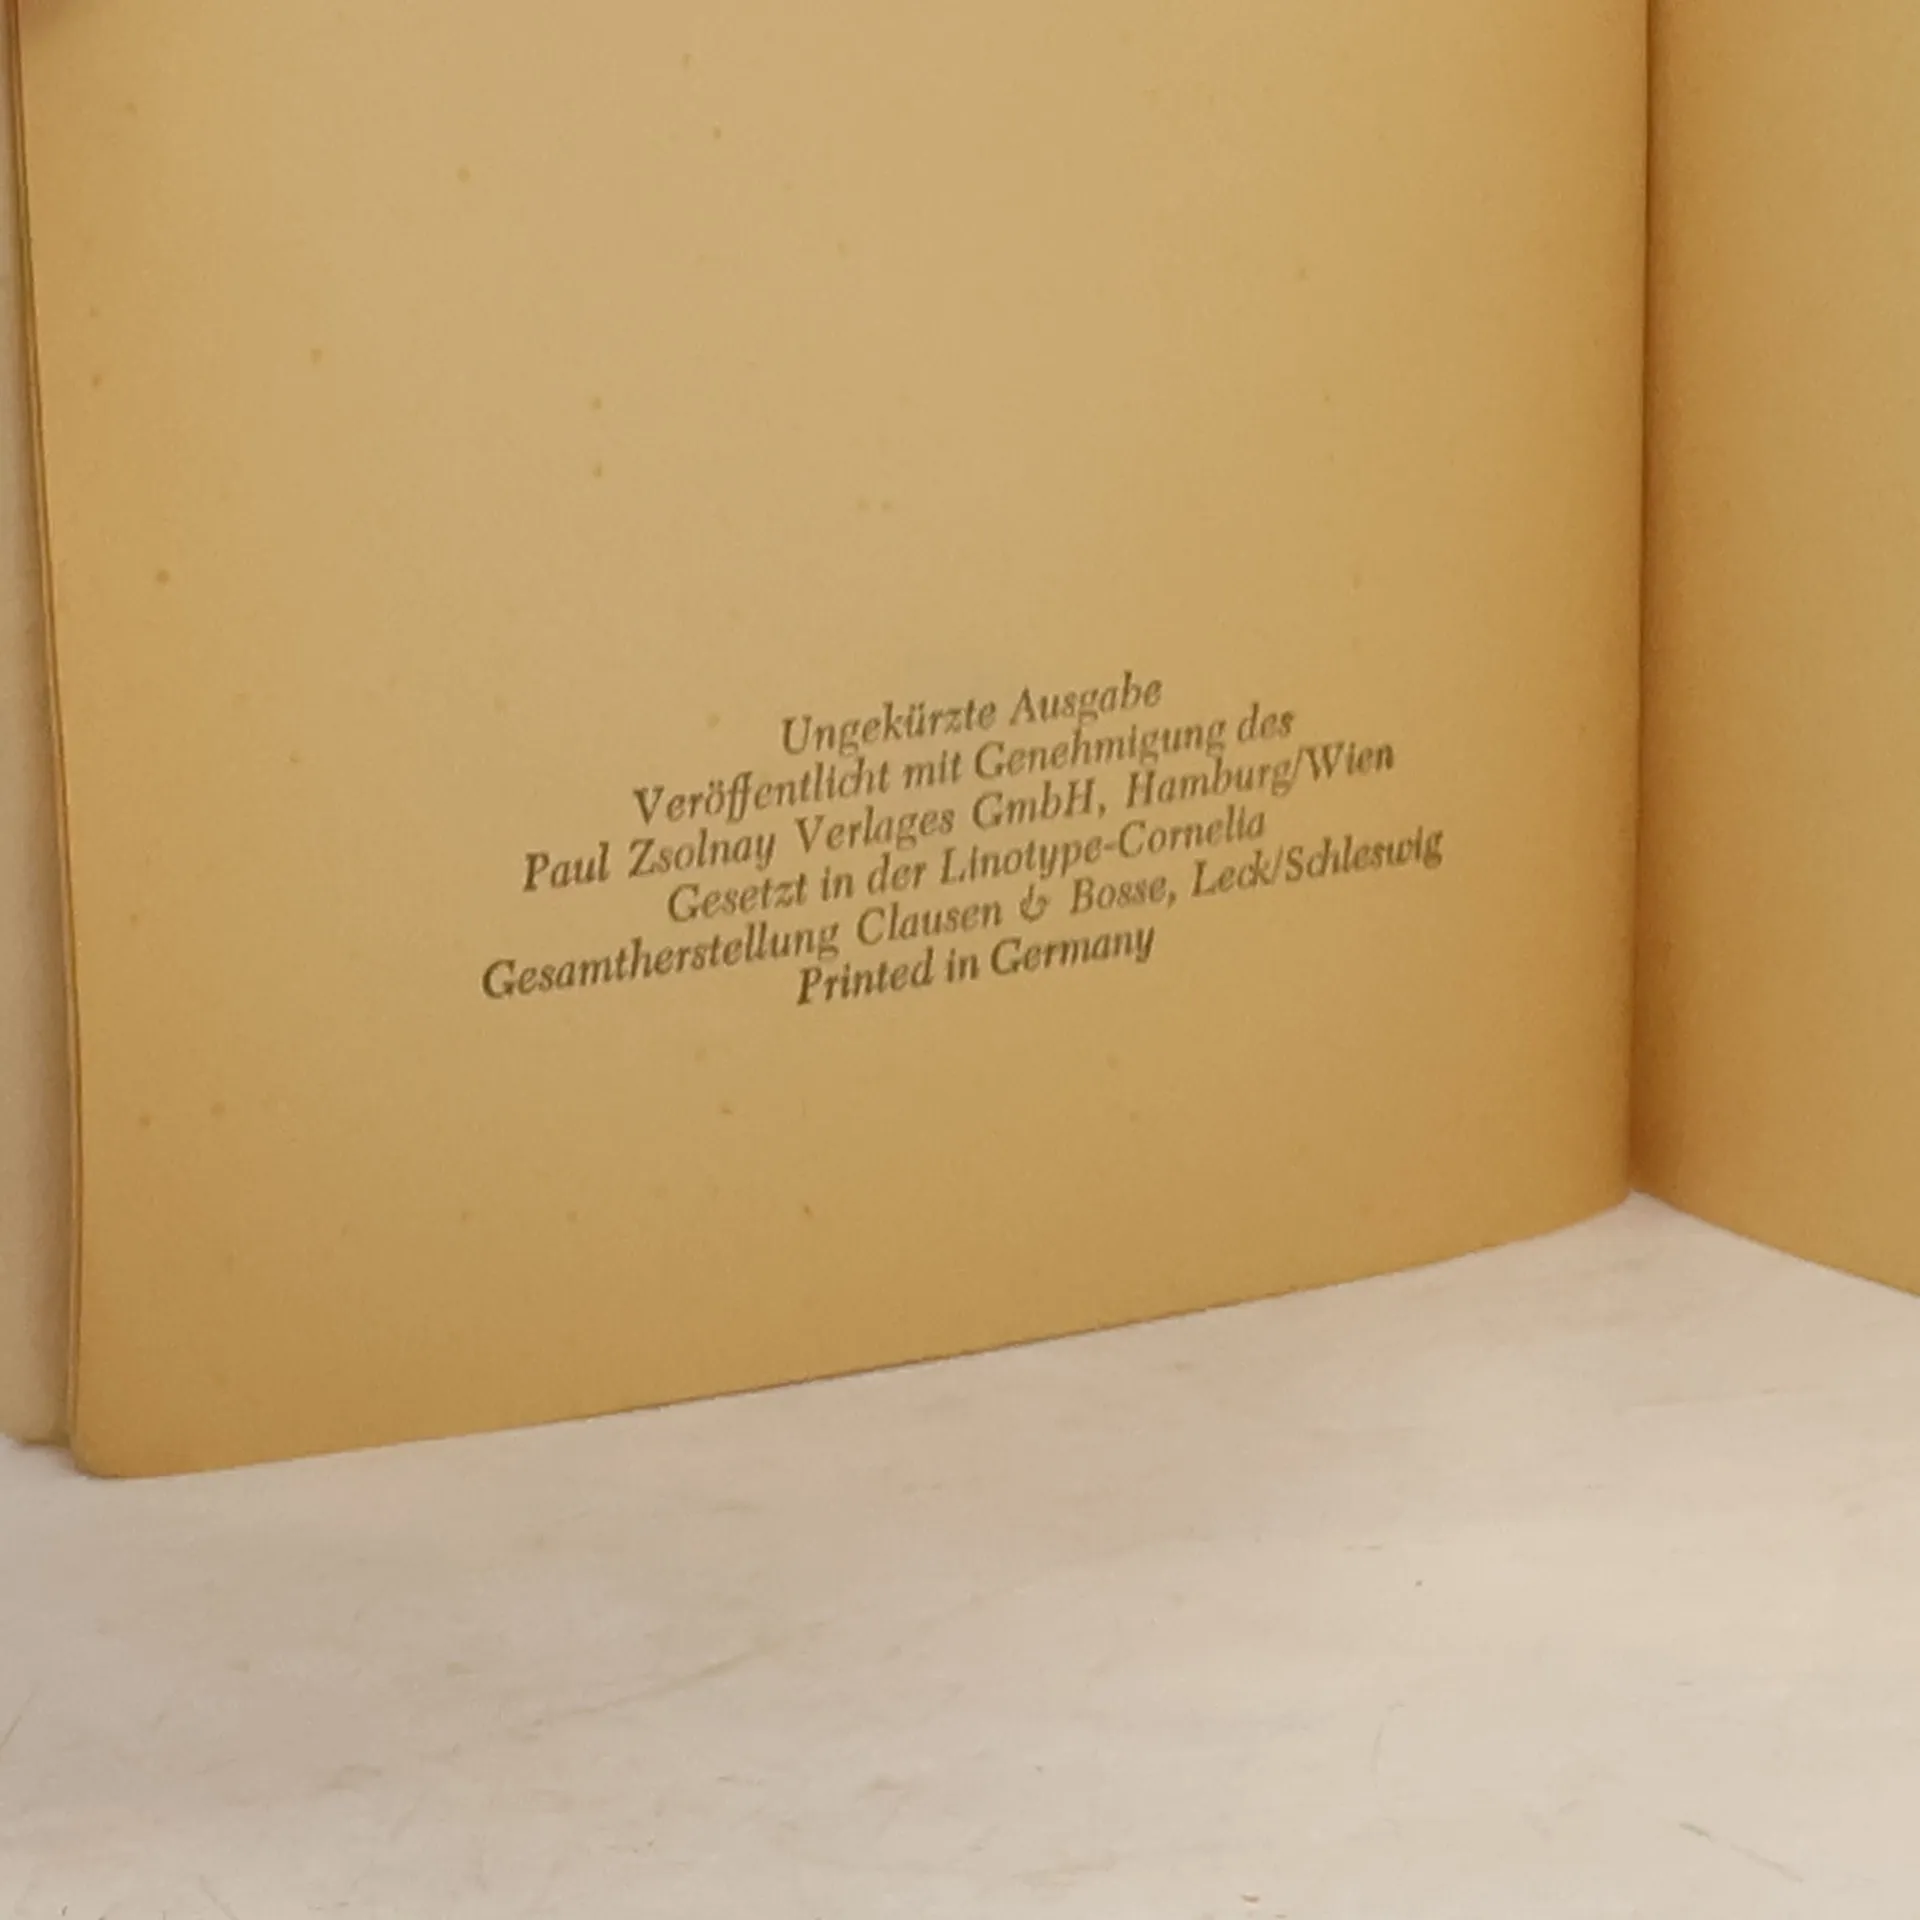 Ungekürzte Ausgabe
Veröffentlicht mit Genehmigung des
Paul Zsolnay Verlages GmbH, Hamburg/Wien
Gesetzt in der Linotype-Cornelia
Gesamtherstellung Clausen & Bosse, Leck/Schleswig
Printed in Germany